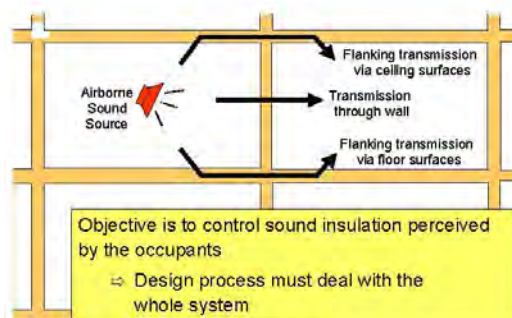 Flanking transmission
via ceiling surfaces
Airborne
Sound
Source
Transmission
through wall
Flanking transmission
via floor surfaces
Objective is to control sound insulation perceived
by the occupants
⇨ Design process must deal with the
whole system